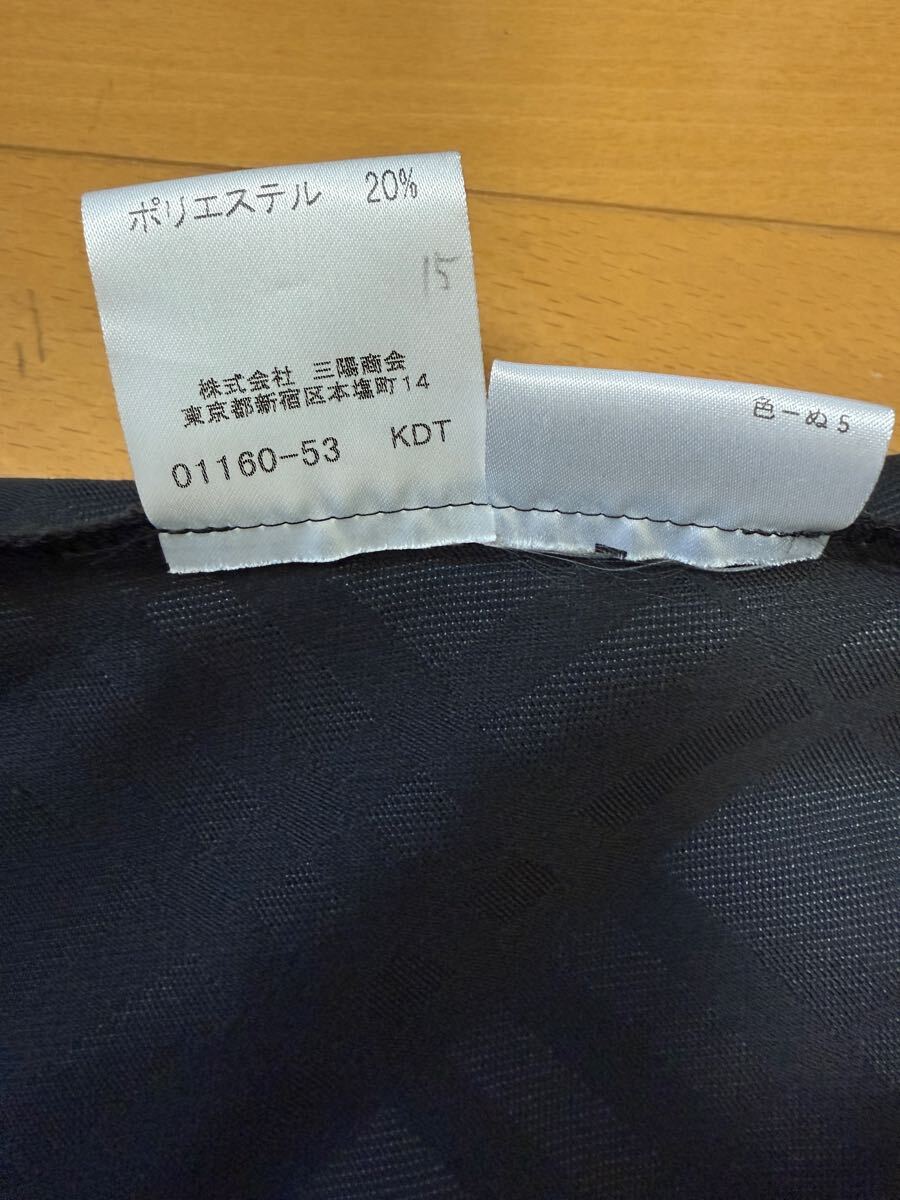 ポリエステル 20%
15
株式会社 三陽商会
東京都新宿区本塩町14
01160-53 KDT
色ーぬ5